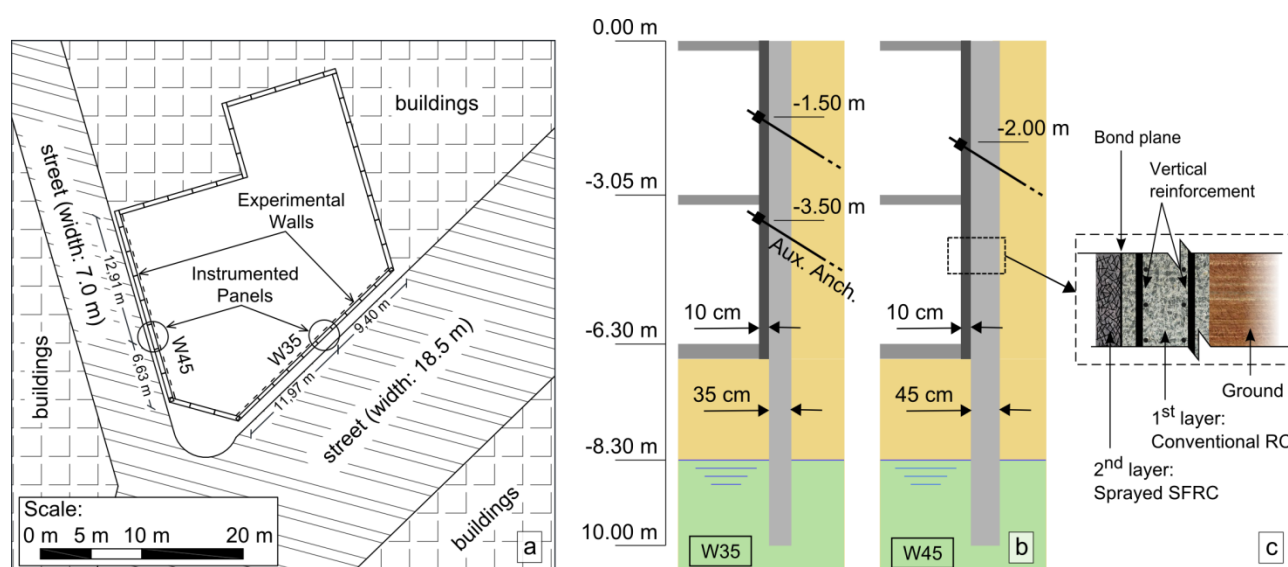 buildings
street (width: 7.0 m)
Experimental
Walls
Instrumented
Panels
12,91 m
6,63 m
W45
W35
9,40 m
11,97 m
street (width: 18.5 m)
buildings
buildings
Scale:
0 m 5 m 10 m 20 m
a
0.00 m
-3.05 m
-6.30 m
-8.30 m
10.00 m
-1.50 m
-3.50 m
Aux. Anch.
10 cm
35 cm
W35
-2.00 m
10 cm
45 cm
W45
b
Bond plane
Vertical
reinforcement
Ground
1st layer:
Conventional RC
2nd layer:
Sprayed SFRC
c